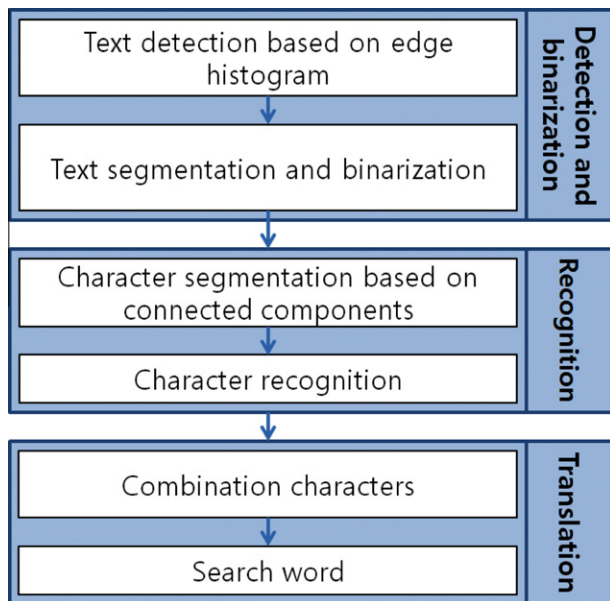 Text detection based on edge
histogram
Text segmentation and binarization
Detection and
binarization
Character segmentation based on
connected components
Character recognition
Recognition
Combination characters
Search word
Translation